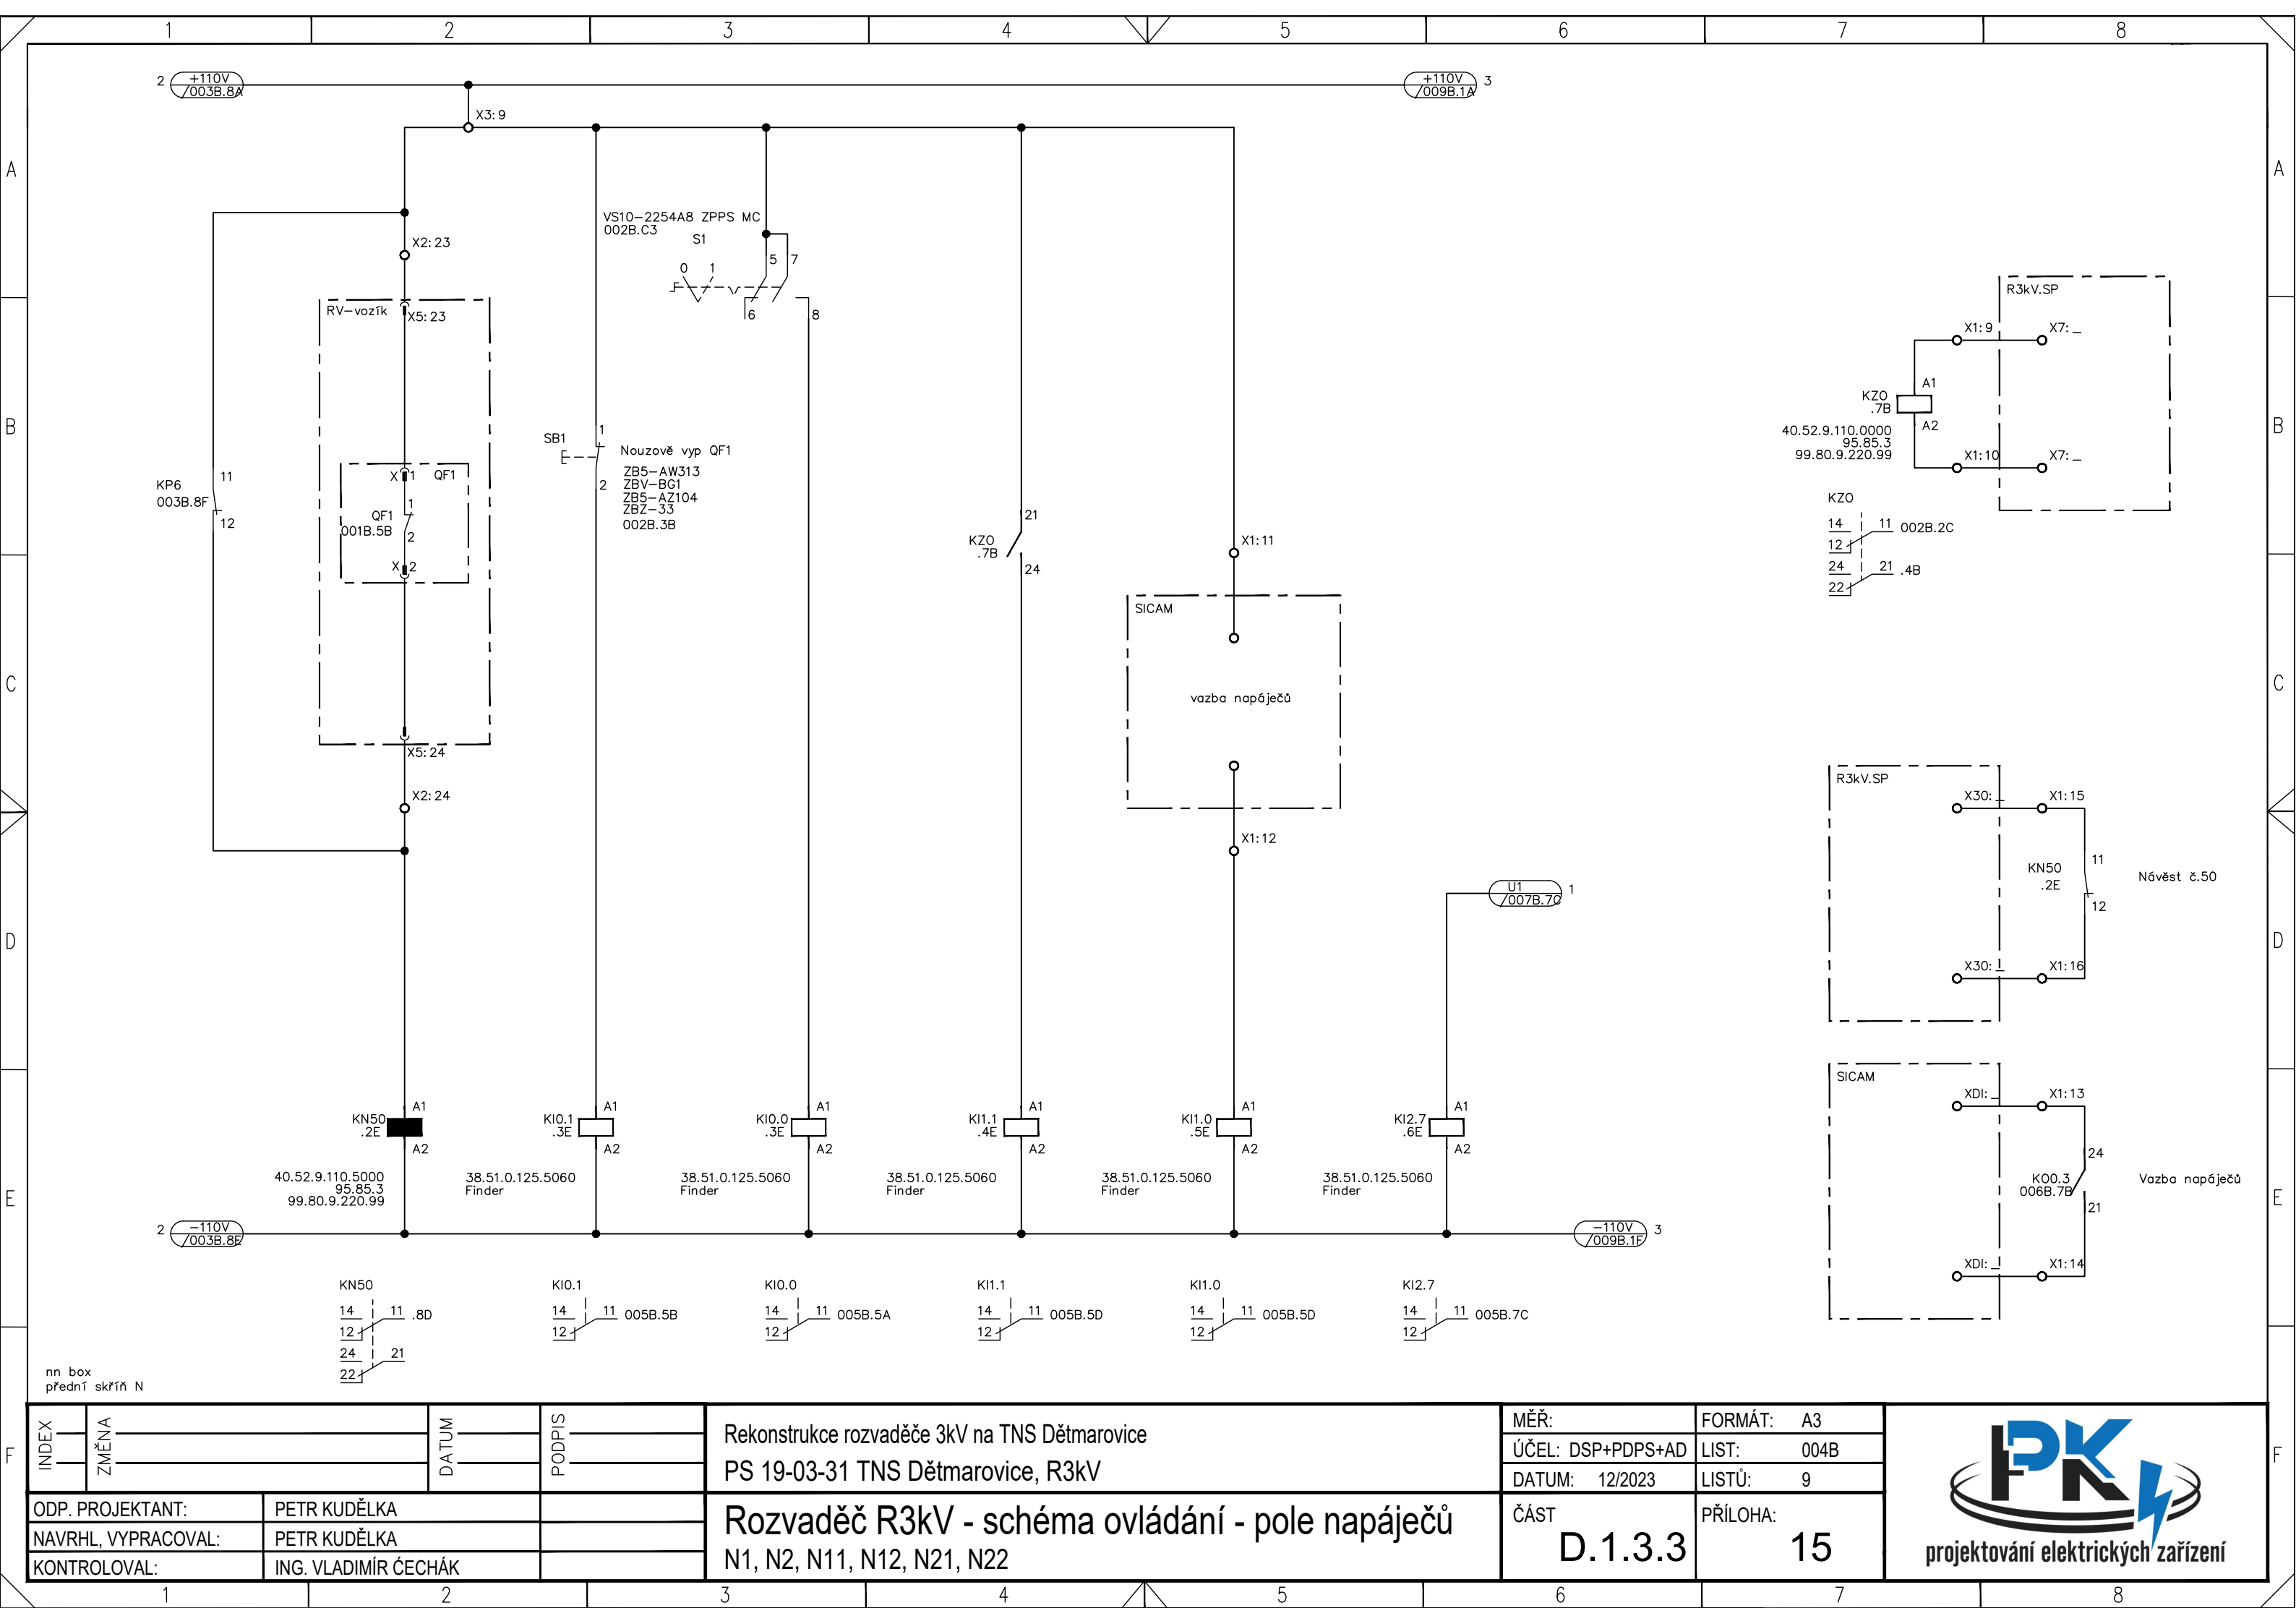 1 2 3 4 5 6 7 8
A
B
C
D
E
F
A
B
C
D
E
F
2 +110V
/003B.8A
+110V 3
/009B.1A
X3:9
X2:23
RV-vozík
X5:23
X 1 QF1
QF1
001B.5B
1
2
X 2
X5:24
X2:24
KP6
003B.8F
11
12
SB1
1
2
Nouzově vyp QF1
ZB5-AW313
ZBV-BG1
ZB5-AZ104
ZBZ-33
002B.3B
VS10-2254A8 ZPPS MC
002B.C3
S1
0 1
5 7
6 8
KZO
.7B
21
24
X1:11
SICAM
vazba napáječů
X1:12
U1 1
/007B.7C
R3kV.SP
X1:9 X7:_
KZO
.7B
A1
A2
40.52.9.110.0000
95.85.3
99.80.9.220.99
X1:10 X7:_
KZO
14 11 002B.2C
12
24 21 .4B
22
R3kV.SP
X30:_ X1:15
KN50
.2E
11
12
Návěst č.50
X30:_ X1:16
SICAM
XDI:_ X1:13
KO0.3
006B.7B
24
21
Vazba napáječů
XDI:_ X1:14
KN50
.2E
A1
A2
40.52.9.110.5000
95.85.3
99.80.9.220.99
KI0.1
.3E
A1
A2
38.51.0.125.5060
Finder
KI0.0
.3E
A1
A2
38.51.0.125.5060
Finder
KI1.1
.4E
A1
A2
38.51.0.125.5060
Finder
KI1.0
.5E
A1
A2
38.51.0.125.5060
Finder
KI2.7
.6E
A1
A2
38.51.0.125.5060
Finder
2 -110V
/003B.8E
-110V 3
/009B.1F
KN50
14 11 .8D
12
24 21
22
KI0.1
14 11 005B.5B
12
KI0.0
14 11 005B.5A
12
KI1.1
14 11 005B.5D
12
KI1.0
14 11 005B.5D
12
KI2.7
14 11 005B.7C
12
nn box
přední skříň N
INDEX
ZMĚNA
DATUM
PODPIS
ODP. PROJEKTANT: PETR KUDĚLKA
NAVRHL, VYPRACOVAL: PETR KUDĚLKA
KONTROLOVAL: ING. VLADIMÍR ĆECHÁK
Rekonstrukce rozvaděče 3kV na TNS Dětmarovice
PS 19-03-31 TNS Dětmarovice, R3kV
Rozvaděč R3kV - schéma ovládání - pole napáječů
N1, N2, N11, N12, N21, N22
MĚŘ: FORMÁT: A3
ÚČEL: DSP+PDPS+AD LIST: 004B
DATUM: 12/2023 LISTŮ: 9
ČÁST
D.1.3.3
PŘÍLOHA:
15
PK
projektování elektrických zařízení
1 2 3 4 5 6 7 8